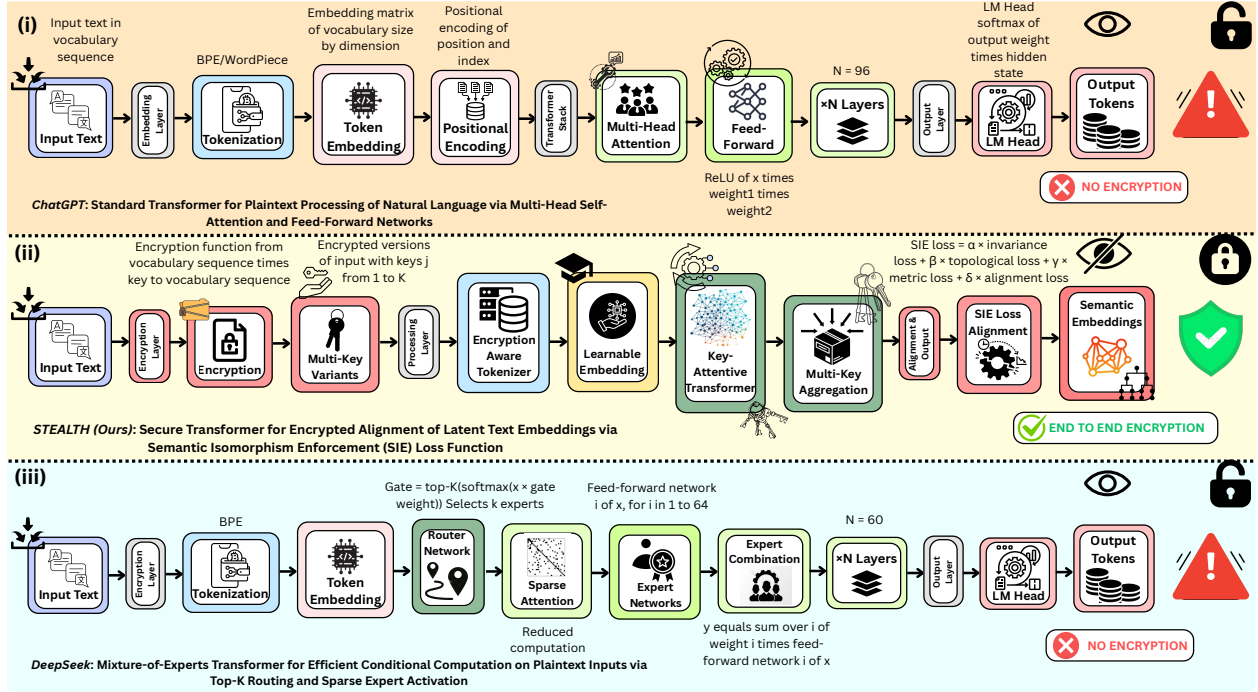 (i)
Input text in
vocabulary
sequence
BPE/WordPiece
Embedding matrix
of vocabulary size
by dimension
Positional
encoding of
position and
index
N = 96
LM Head
softmax of
output weight
times hidden
state
Input Text
Embedding
Layer
Tokenization
Token
Embedding
Positional
Encoding
Transformer
Stack
Multi-Head
Attention
Feed-
Forward
×N Layers
Output
Layer
LM Head
Output
Tokens
ReLU of x times
weight1 times
weight2
NO ENCRYPTION
ChatGPT: Standard Transformer for Plaintext Processing of Natural Language via Multi-Head Self-
Attention and Feed-Forward Networks
(ii)
Encryption function from
vocabulary sequence times
key to vocabulary sequence
Encrypted versions
of input with keys j
from 1 to K
SIE loss = α × invariance
loss + β × topological loss + γ ×
metric loss + δ × alignment loss
Input Text
Encryption
Layer
Encryption
Multi-Key
Variants
Processing
Layer
Encryption
Aware
Tokenizer
Learnable
Embedding
Key-
Attentive
Transformer
Multi-Key
Aggregation
Alignment &
Output
SIE Loss
Alignment
Semantic
Embeddings
END TO END ENCRYPTION
STEALTH (Ours): Secure Transformer for Encrypted Alignment of Latent Text Embeddings via
Semantic Isomorphism Enforcement (SIE) Loss Function
(iii)
BPE
Gate = top-K(softmax(x × gate
weight)) Selects k experts
Feed-forward network
i of x, for i in 1 to 64
N = 60
Input Text
Encryption
Layer
Tokenization
Token
Embedding
Router
Network
Sparse
Attention
Expert
Networks
Expert
Combination
×N Layers
Output
Layer
LM Head
Output
Tokens
Reduced
computation
y equals sum over i of
weight i times feed-
forward network i of x
NO ENCRYPTION
DeepSeek: Mixture-of-Experts Transformer for Efficient Conditional Computation on Plaintext Inputs via
Top-K Routing and Sparse Expert Activation